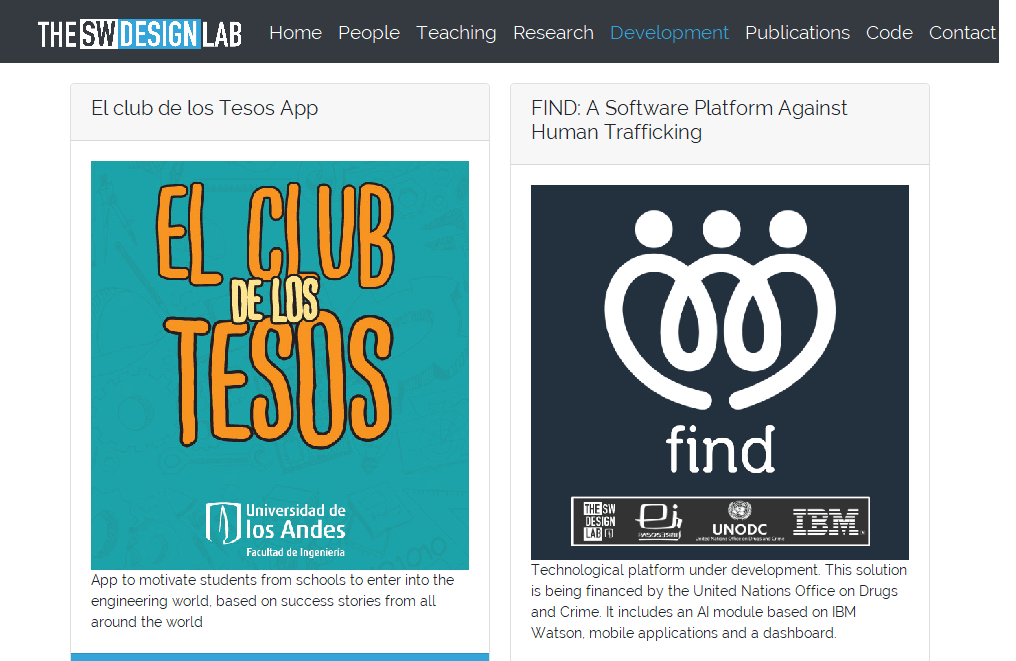 THE SW DESIGN LAB
Home People Teaching Research Development Publications Code Contact
El club de los Tesos App
EL CLUB
DE LOS
TESOS
Universidad de
los Andes
Facultad de Ingeniería
App to motivate students from schools to enter into the
engineering world, based on success stories from all
around the world
FIND: A Software Platform Against
Human Trafficking
find
THE SW
DESIGN
LAB
UNODC
United Nations Office on Drugs and Crime
IBM
Technological platform under development. This solution
is being financed by the United Nations Office on Drugs
and Crime. It includes an AI module based on IBM
Watson, mobile applications and a dashboard.